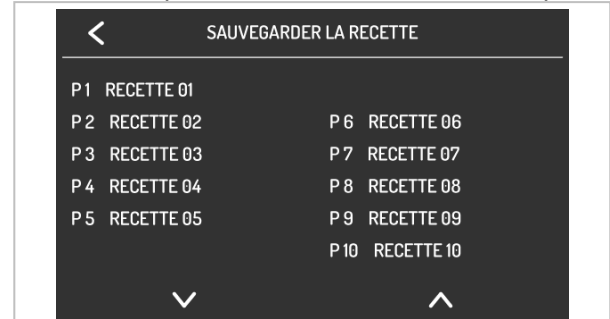 SAUVEGARDER LA RECETTE
P1 RECETTE 01
P2 RECETTE 02
P3 RECETTE 03
P4 RECETTE 04
P5 RECETTE 05
P6 RECETTE 06
P7 RECETTE 07
P8 RECETTE 08
P9 RECETTE 09
P10 RECETTE 10